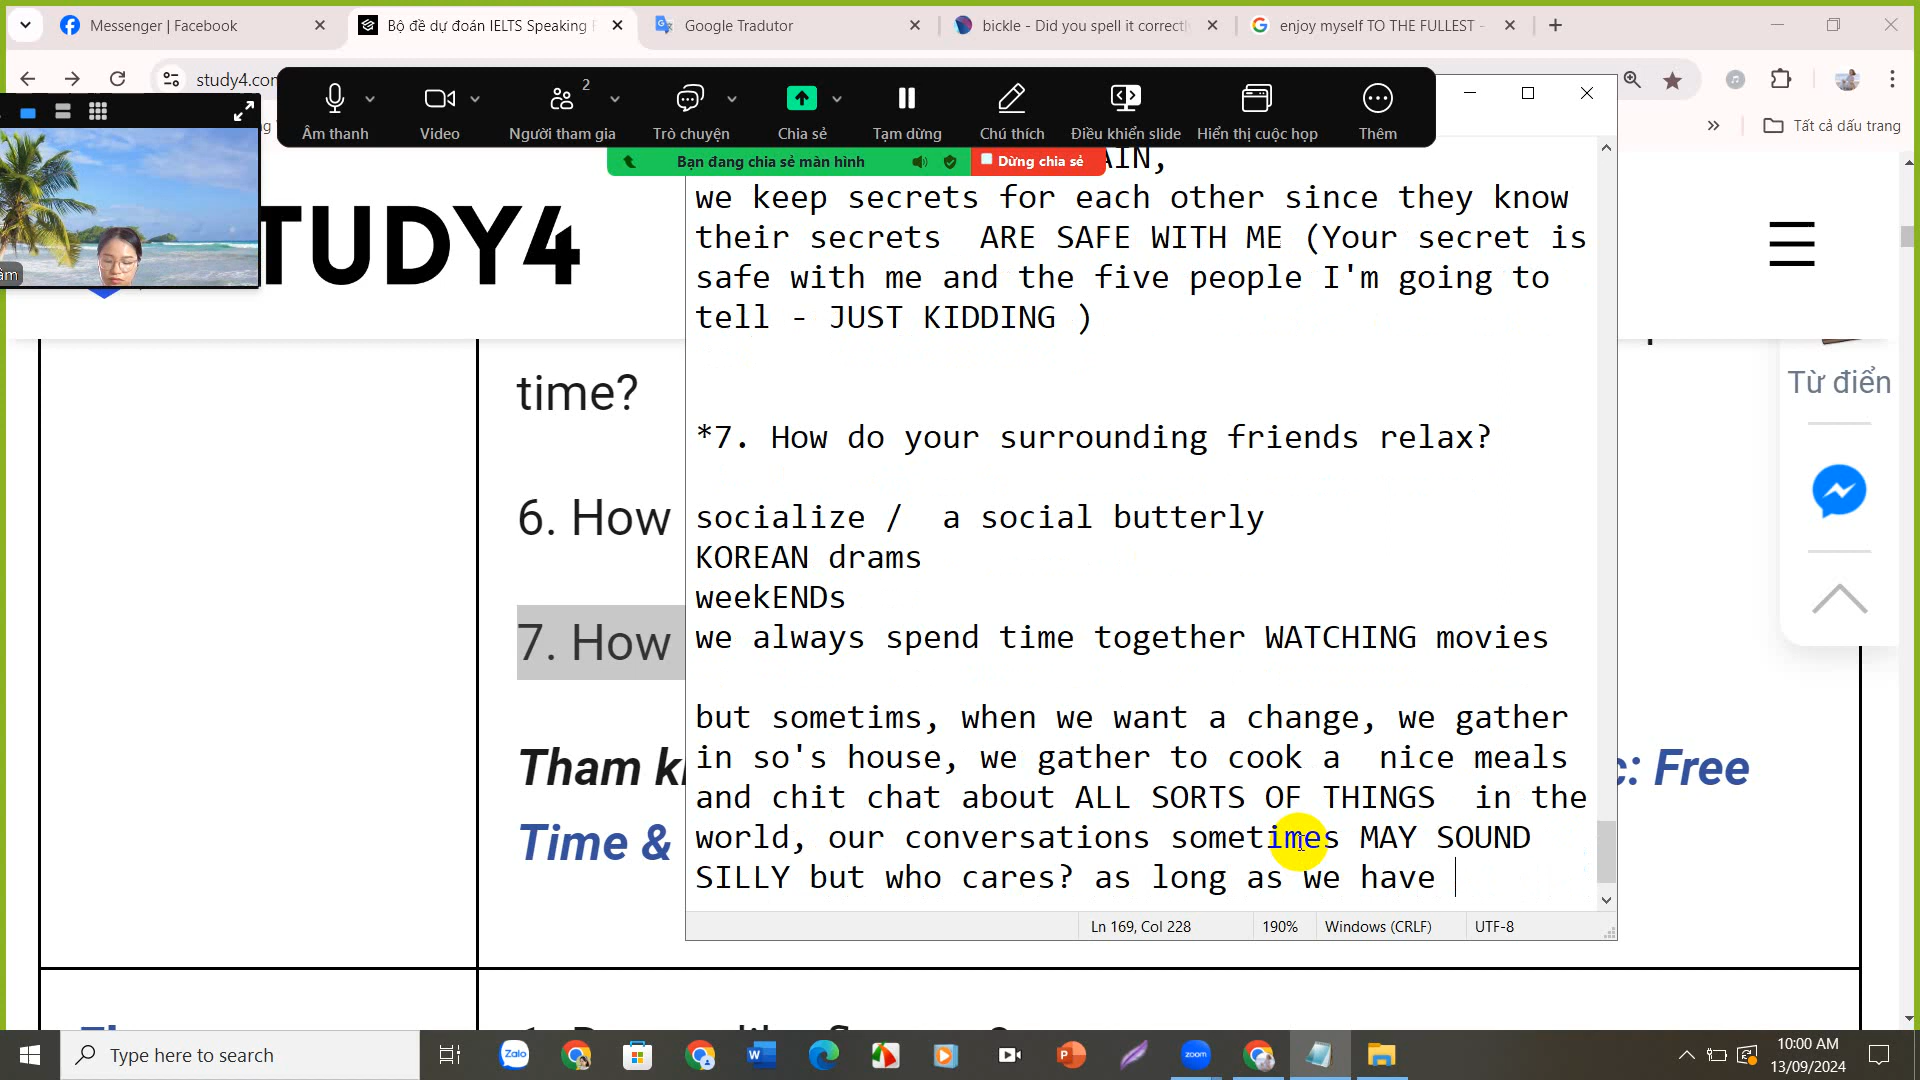 Messenger | Facebook
Bộ đề dự đoán IELTS Speaking
Google Tradutor
bickle - Did you spell it correctl
enjoy myself TO THE FULLEST -
study4.co
Tất cả dấu trang
2
Âm thanh
Video
Người tham gia
Trò chuyện
Chia sẻ
Tạm dừng
Chú thích
Điều khiển slide
Hiển thị cuộc họp
Thêm
Bạn đang chia sẻ màn hình
Dừng chia sẻ
TUDY4
AIN,
we keep secrets for each other since they know
their secrets ARE SAFE WITH ME (Your secret is
safe with me and the five people I'm going to
tell - JUST KIDDING )
*7. How do your surrounding friends relax?
socialize / a social butterly
KOREAN drams
weekENDs
we always spend time together WATCHING movies
but sometims, when we want a change, we gather
in so's house, we gather to cook a nice meals
and chit chat about ALL SORTS OF THINGS in the
world, our conversations sometimes MAY SOUND
SILLY but who cares? as long as we have
Ln 169, Col 228
190%
Windows (CRLF)
UTF-8
time?
6. How
7. How
Tham k
c: Free
Time &
Từ điển
Type here to search
Zalo
zoom
10:00 AM
13/09/2024